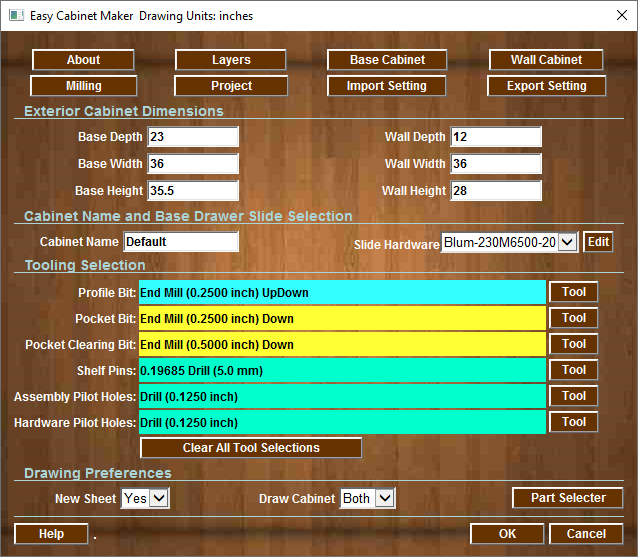 Easy Cabinet Maker Drawing Units: inches
About Layers Base Cabinet Wall Cabinet
Milling Project Import Setting Export Setting
Exterior Cabinet Dimensions
Base Depth 23 Wall Depth 12
Base Width 36 Wall Width 36
Base Height 35.5 Wall Height 28
Cabinet Name and Base Drawer Slide Selection
Cabinet Name Default Slide Hardware Blum-230M6500-20 Edit
Tooling Selection
Profile Bit: End Mill (0.2500 inch) UpDown Tool
Pocket Bit: End Mill (0.2500 inch) Down Tool
Pocket Clearing Bit: End Mill (0.5000 inch) Down Tool
Shelf Pins: 0.19685 Drill (5.0 mm) Tool
Assembly Pilot Holes: Drill (0.1250 inch) Tool
Hardware Pilot Holes: Drill (0.1250 inch) Tool
Clear All Tool Selections
Drawing Preferences
New Sheet Yes Draw Cabinet Both Part Selecter
Help . OK Cancel